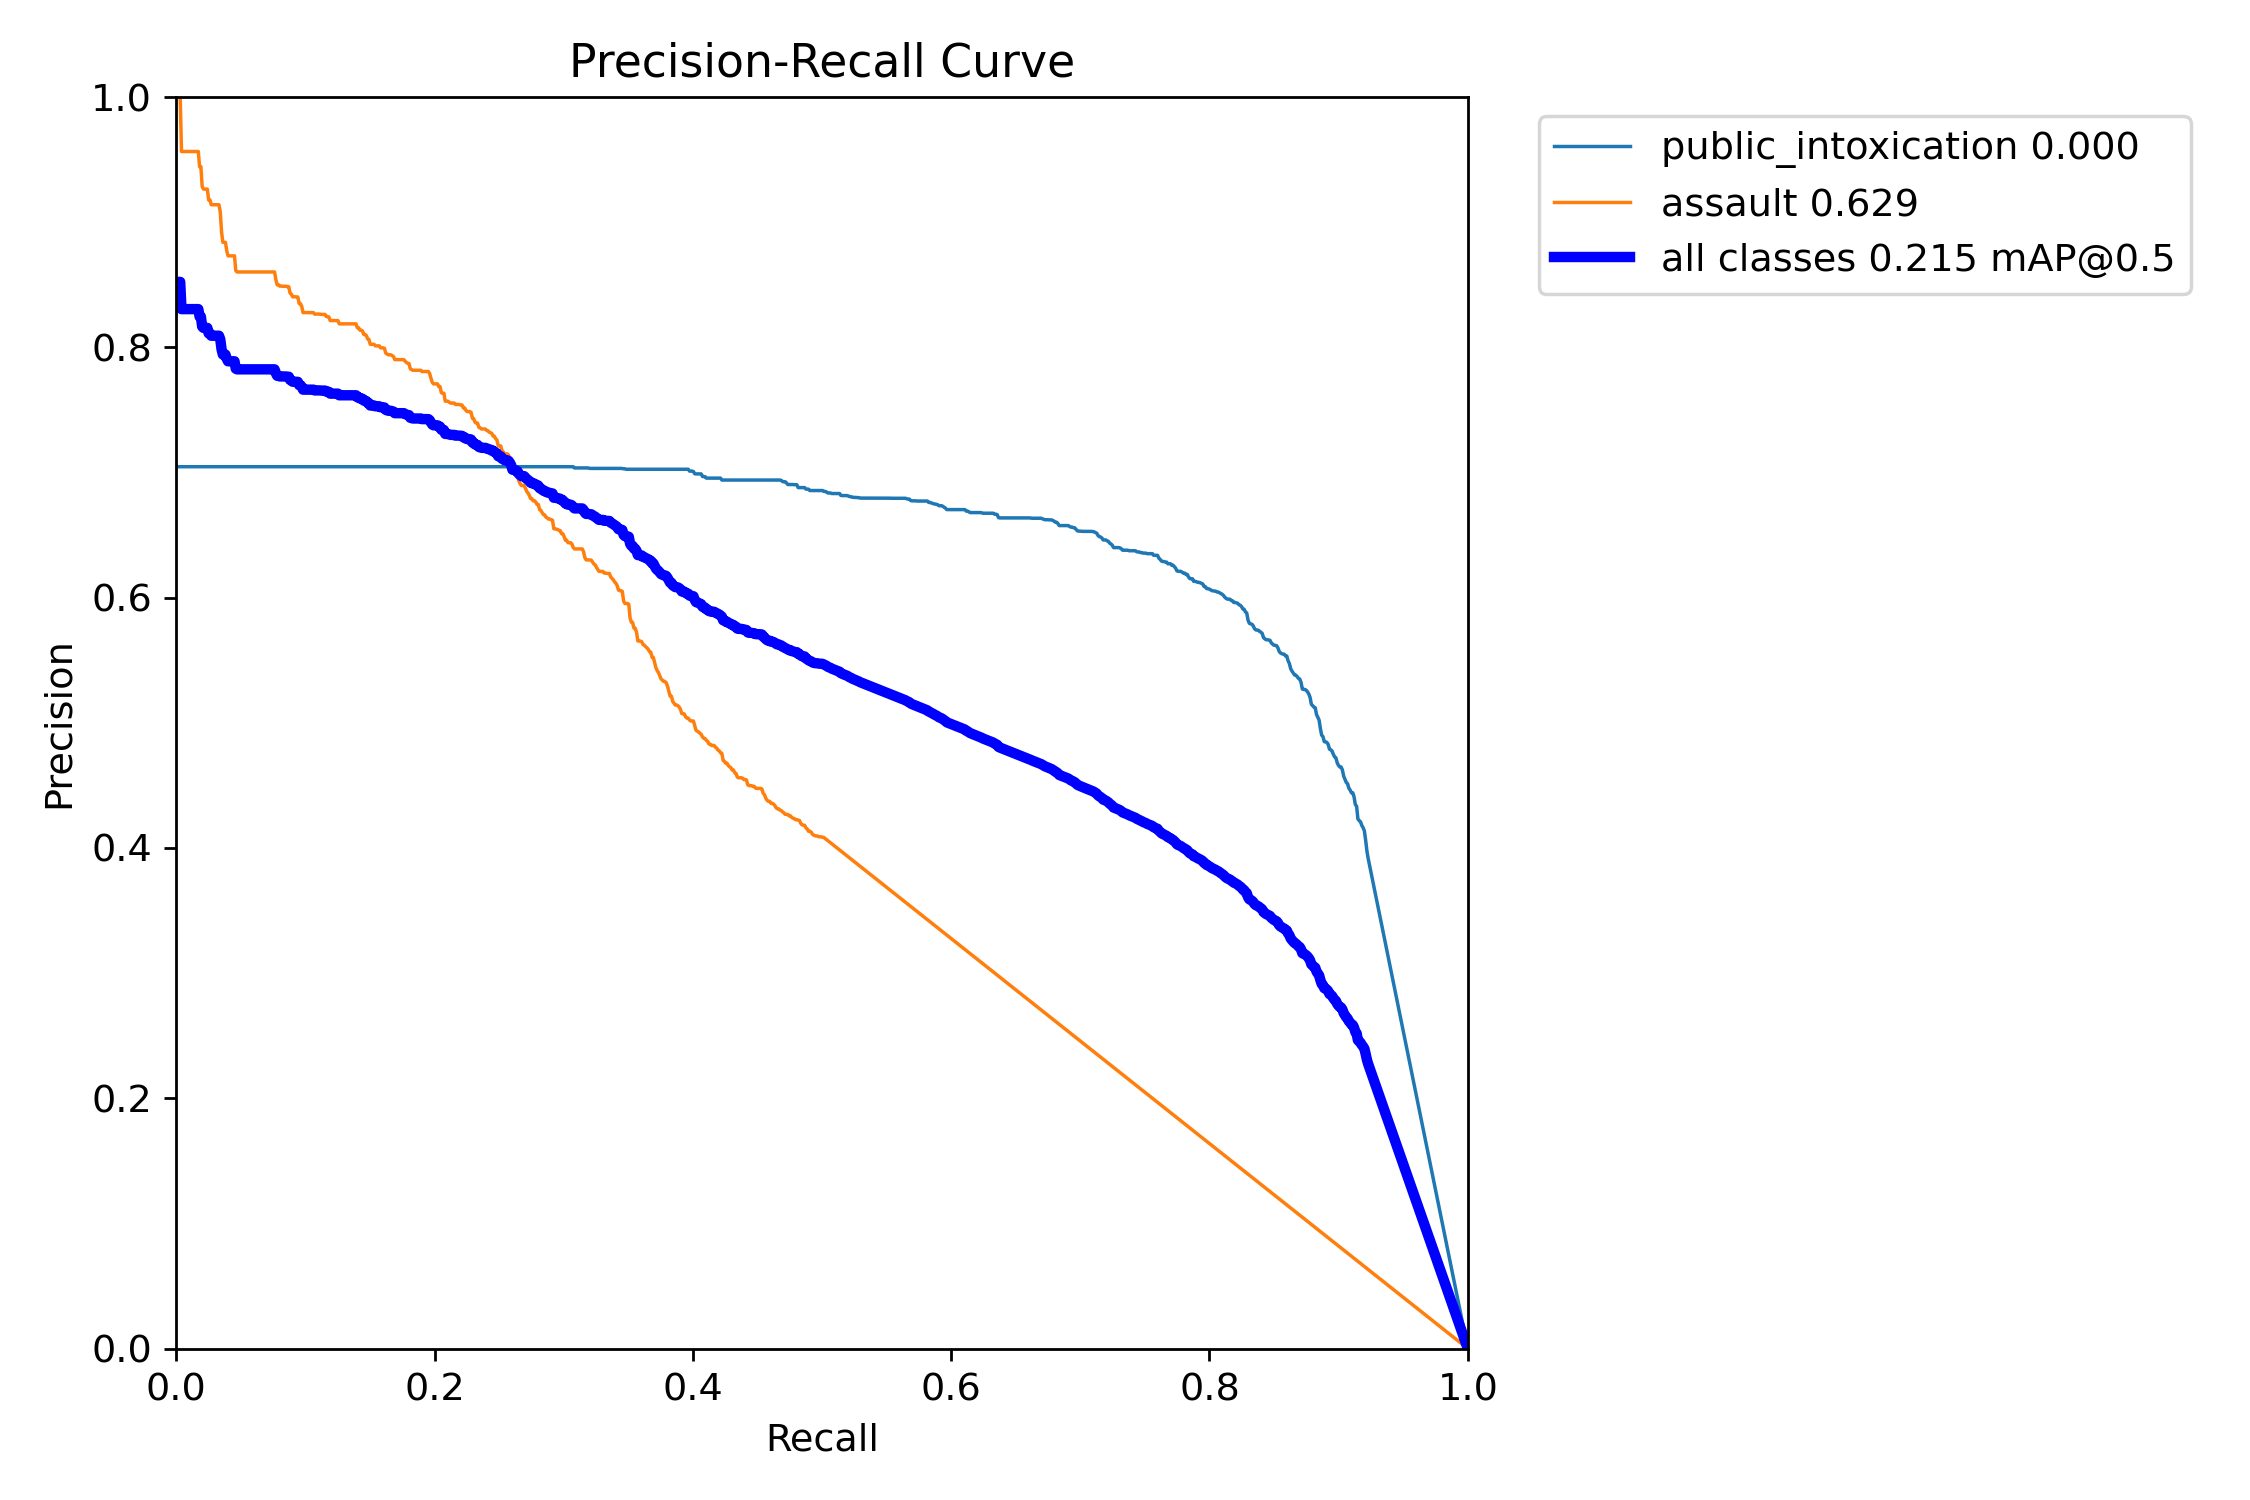 Precision-Recall Curve
1.0
0.8
0.6
0.4
0.2
0.0
Precision
0.0 0.2 0.4 0.6 0.8 1.0
Recall
public_intoxication 0.000
assault 0.629
all classes 0.215 mAP@0.5